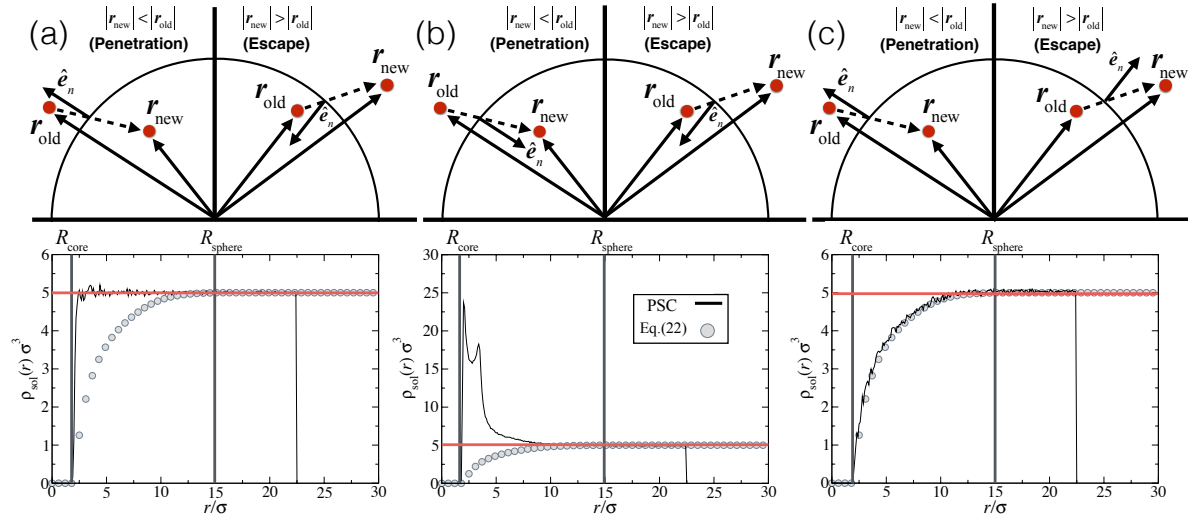 (a)
|r_new| < |r_old|
(Penetration)
|r_new| > |r_old|
(Escape)
ê_n
r_old
r_new
r_old
r_new
ê_n
R_core
R_sphere
6
5
4
3
2
1
0
ρ_sol(r) σ³
0 5 10 15 20 25 30
r/σ
(b)
|r_new| < |r_old|
(Penetration)
|r_new| > |r_old|
(Escape)
r_old
r_new
ê_n
r_old
r_new
ê_n
R_core
R_sphere
30
25
20
15
10
5
0
ρ_sol(r) σ³
PSC
Eq.(22)
0 5 10 15 20 25 30
r/σ
(c)
|r_new| < |r_old|
(Penetration)
|r_new| > |r_old|
(Escape)
ê_n
r_old
r_new
ê_n
r_old
r_new
R_core
R_sphere
6
5
4
3
2
1
0
ρ_sol(r) σ³
0 5 10 15 20 25 30
r/σ